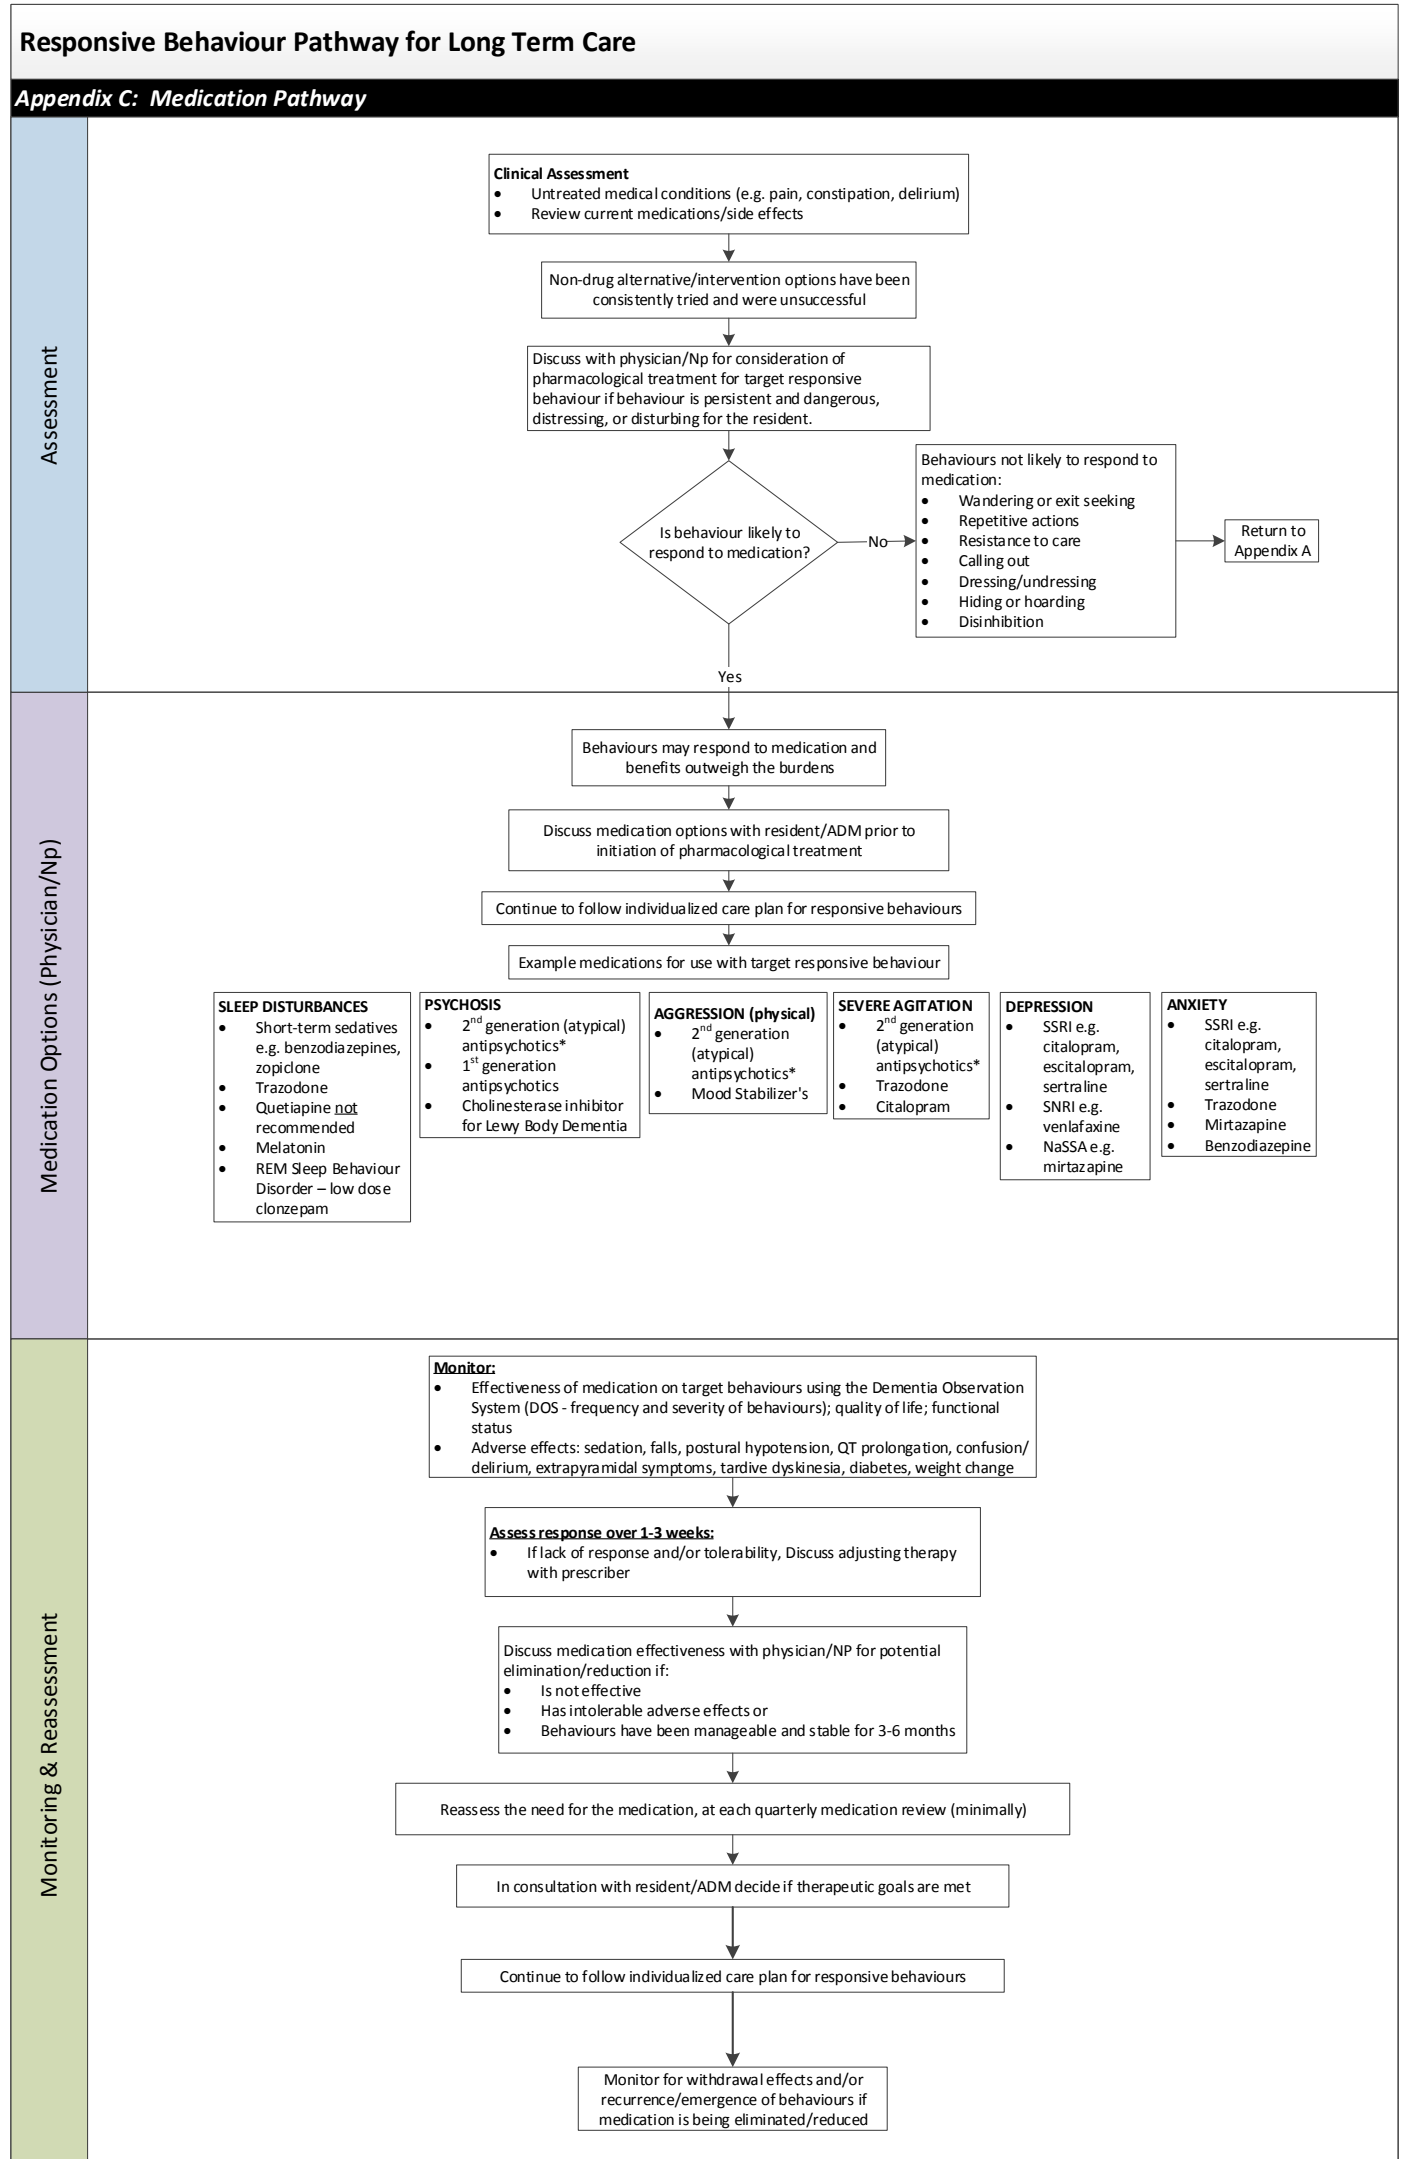 Responsive Behaviour Pathway for Long Term Care
Appendix C:  Medication Pathway
Assessment
Clinical Assessment
• Untreated medical conditions (e.g. pain, constipation, delirium)
• Review current medications/side effects
Non-drug alternative/intervention options have been
consistently tried and were unsuccessful
Discuss with physician/Np for consideration of
pharmacological treatment for target responsive
behaviour if behaviour is persistent and dangerous,
distressing, or disturbing for the resident.
Is behaviour likely to
respond to medication?
No
Behaviours not likely to respond to
medication:
• Wandering or exit seeking
• Repetitive actions
• Resistance to care
• Calling out
• Dressing/undressing
• Hiding or hoarding
• Disinhibition
Return to
Appendix A
Yes
Medication Options (Physician/Np)
Behaviours may respond to medication and
benefits outweigh the burdens
Discuss medication options with resident/ADM prior to
initiation of pharmacological treatment
Continue to follow individualized care plan for responsive behaviours
Example medications for use with target responsive behaviour
SLEEP DISTURBANCES
• Short-term sedatives
e.g. benzodiazepines,
zopiclone
• Trazodone
• Quetiapine not
recommended
• Melatonin
• REM Sleep Behaviour
Disorder – low dose
clonzepam
PSYCHOSIS
• 2nd generation (atypical)
antipsychotics*
• 1st generation
antipsychotics
• Cholinesterase inhibitor
for Lewy Body Dementia
AGGRESSION (physical)
• 2nd generation
(atypical)
antipsychotics*
• Mood Stabilizer's
SEVERE AGITATION
• 2nd generation
(atypical)
antipsychotics*
• Trazodone
• Citalopram
DEPRESSION
• SSRI e.g.
citalopram,
escitalopram,
sertraline
• SNRI e.g.
venlafaxine
• NaSSA e.g.
mirtazapine
ANXIETY
• SSRI e.g.
citalopram,
escitalopram,
sertraline
• Trazodone
• Mirtazapine
• Benzodiazepine
Monitoring & Reassessment
Monitor:
• Effectiveness of medication on target behaviours using the Dementia Observation
System (DOS - frequency and severity of behaviours); quality of life; functional
status
• Adverse effects: sedation, falls, postural hypotension, QT prolongation, confusion/
delirium, extrapyramidal symptoms, tardive dyskinesia, diabetes, weight change
Assess response over 1-3 weeks:
• If lack of response and/or tolerability, Discuss adjusting therapy
with prescriber
Discuss medication effectiveness with physician/NP for potential
elimination/reduction if:
• Is not effective
• Has intolerable adverse effects or
• Behaviours have been manageable and stable for 3-6 months
Reassess the need for the medication, at each quarterly medication review (minimally)
In consultation with resident/ADM decide if therapeutic goals are met
Continue to follow individualized care plan for responsive behaviours
Monitor for withdrawal effects and/or
recurrence/emergence of behaviours if
medication is being eliminated/reduced